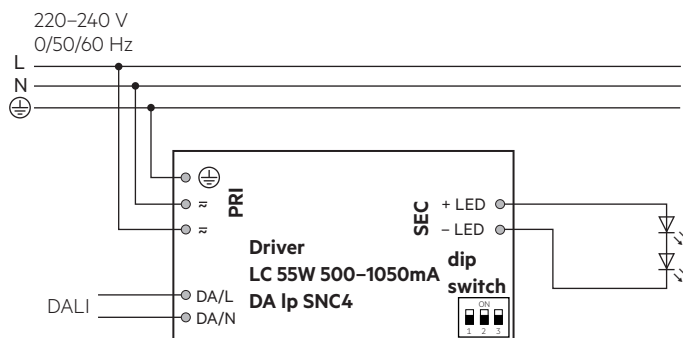 220–240 V
0/50/60 Hz
L
N
PRI
≂
≂
SEC
+ LED
– LED
Driver
LC 55W 500–1050mA
DA lp SNC4
dip
switch
ON
1 2 3
DALI
DA/L
DA/N